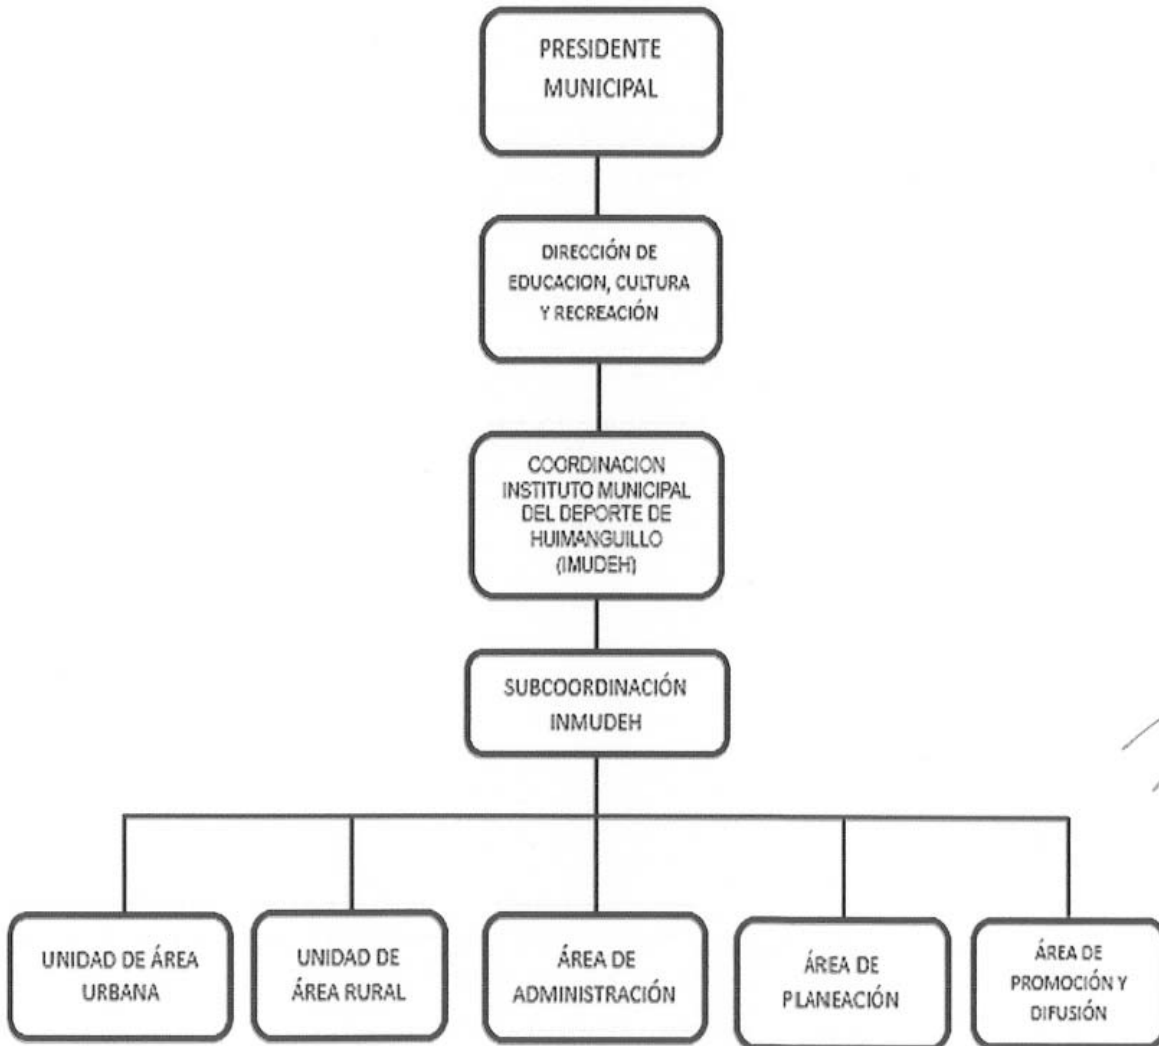 PRESIDENTE
MUNICIPAL
DIRECCIÓN DE
EDUCACION, CULTURA
Y RECREACIÓN
COORDINACION
INSTITUTO MUNICIPAL
DEL DEPORTE DE
HUIMANGUILLO
(IMUDEH)
SUBCOORDINACIÓN
INMUDEH
UNIDAD DE ÁREA
URBANA
UNIDAD DE
ÁREA RURAL
ÁREA DE
ADMINISTRACIÓN
ÁREA DE
PLANEACIÓN
ÁREA DE
PROMOCIÓN Y
DIFUSIÓN